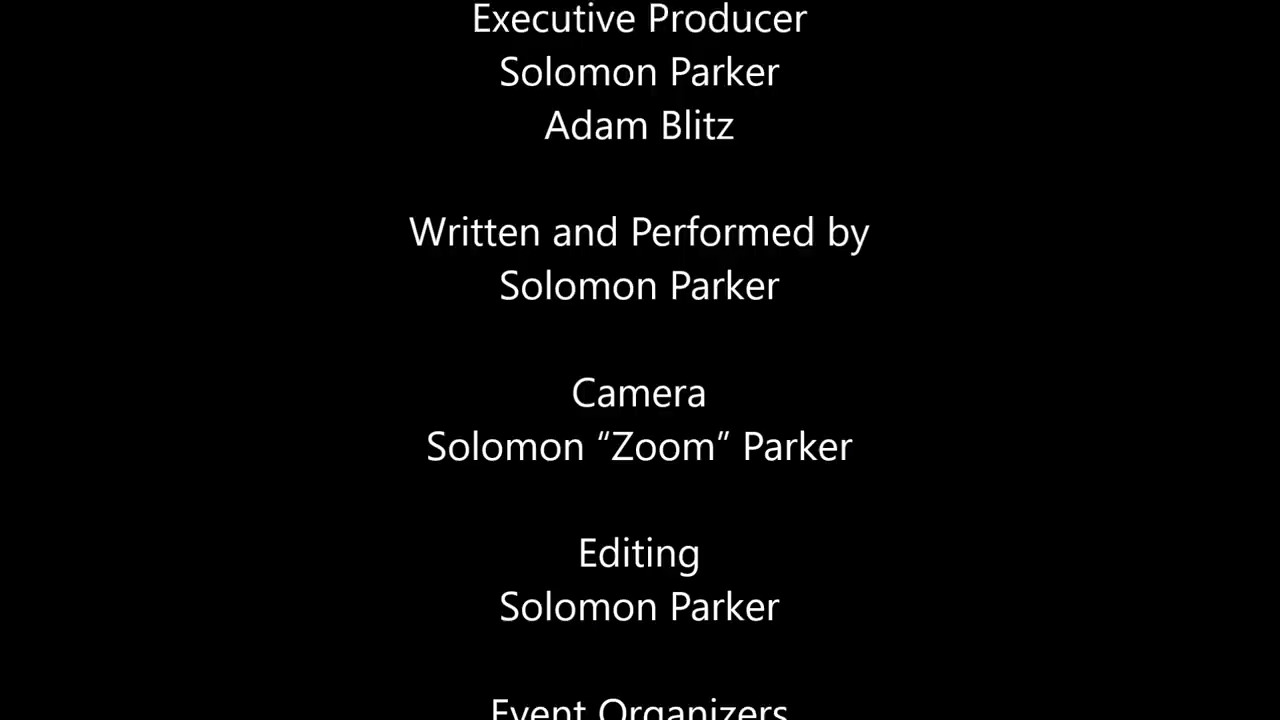 Executive Producer
Solomon Parker
Adam Blitz
Written and Performed by
Solomon Parker
Camera
Solomon “Zoom” Parker
Editing
Solomon Parker
Event Organizers